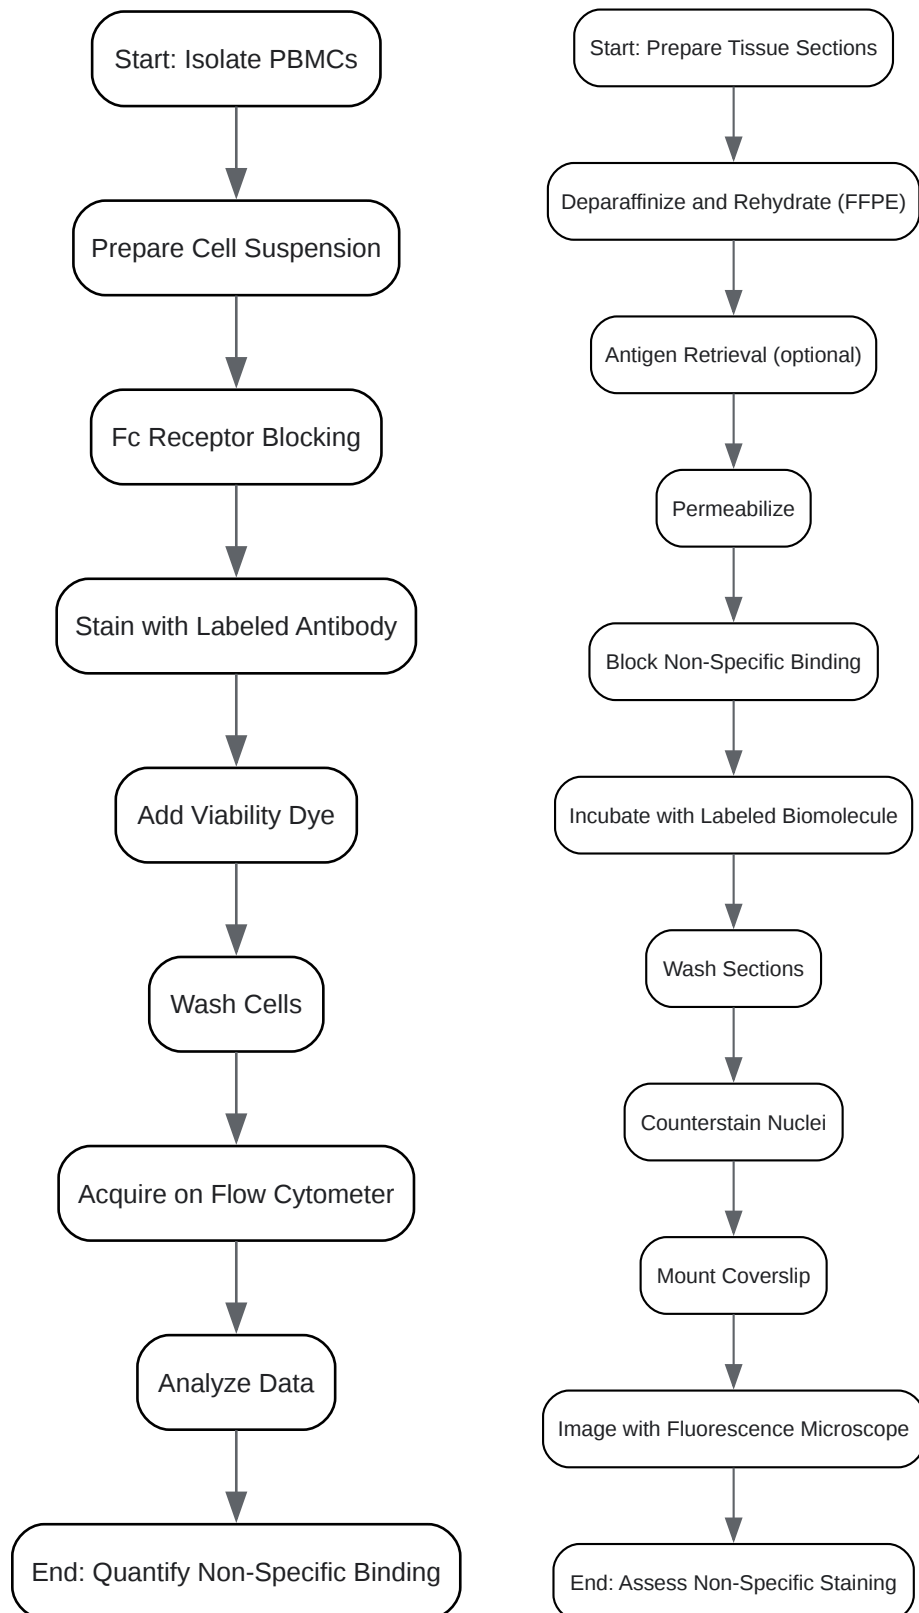 Start: Isolate PBMCs
Prepare Cell Suspension
Fc Receptor Blocking
Stain with Labeled Antibody
Add Viability Dye
Wash Cells
Acquire on Flow Cytometer
Analyze Data
End: Quantify Non-Specific Binding
Start: Prepare Tissue Sections
Deparaffinize and Rehydrate (FFPE)
Antigen Retrieval (optional)
Permeabilize
Block Non-Specific Binding
Incubate with Labeled Biomolecule
Wash Sections
Counterstain Nuclei
Mount Coverslip
Image with Fluorescence Microscope
End: Assess Non-Specific Staining